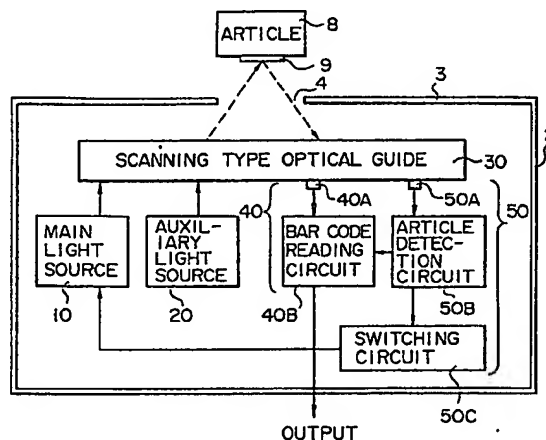 ARTICLE
8
9
4
3
SCANNING TYPE OPTICAL GUIDE
30
40
40A
50A
50
MAIN
LIGHT
SOURCE
AUXIL-
IARY
LIGHT
SOURCE
BAR CODE
READING
CIRCUIT
ARTICLE
DETEC-
TION
CIRCUIT
10
20
40B
50B
SWITCHING
CIRCUIT
50C
OUTPUT